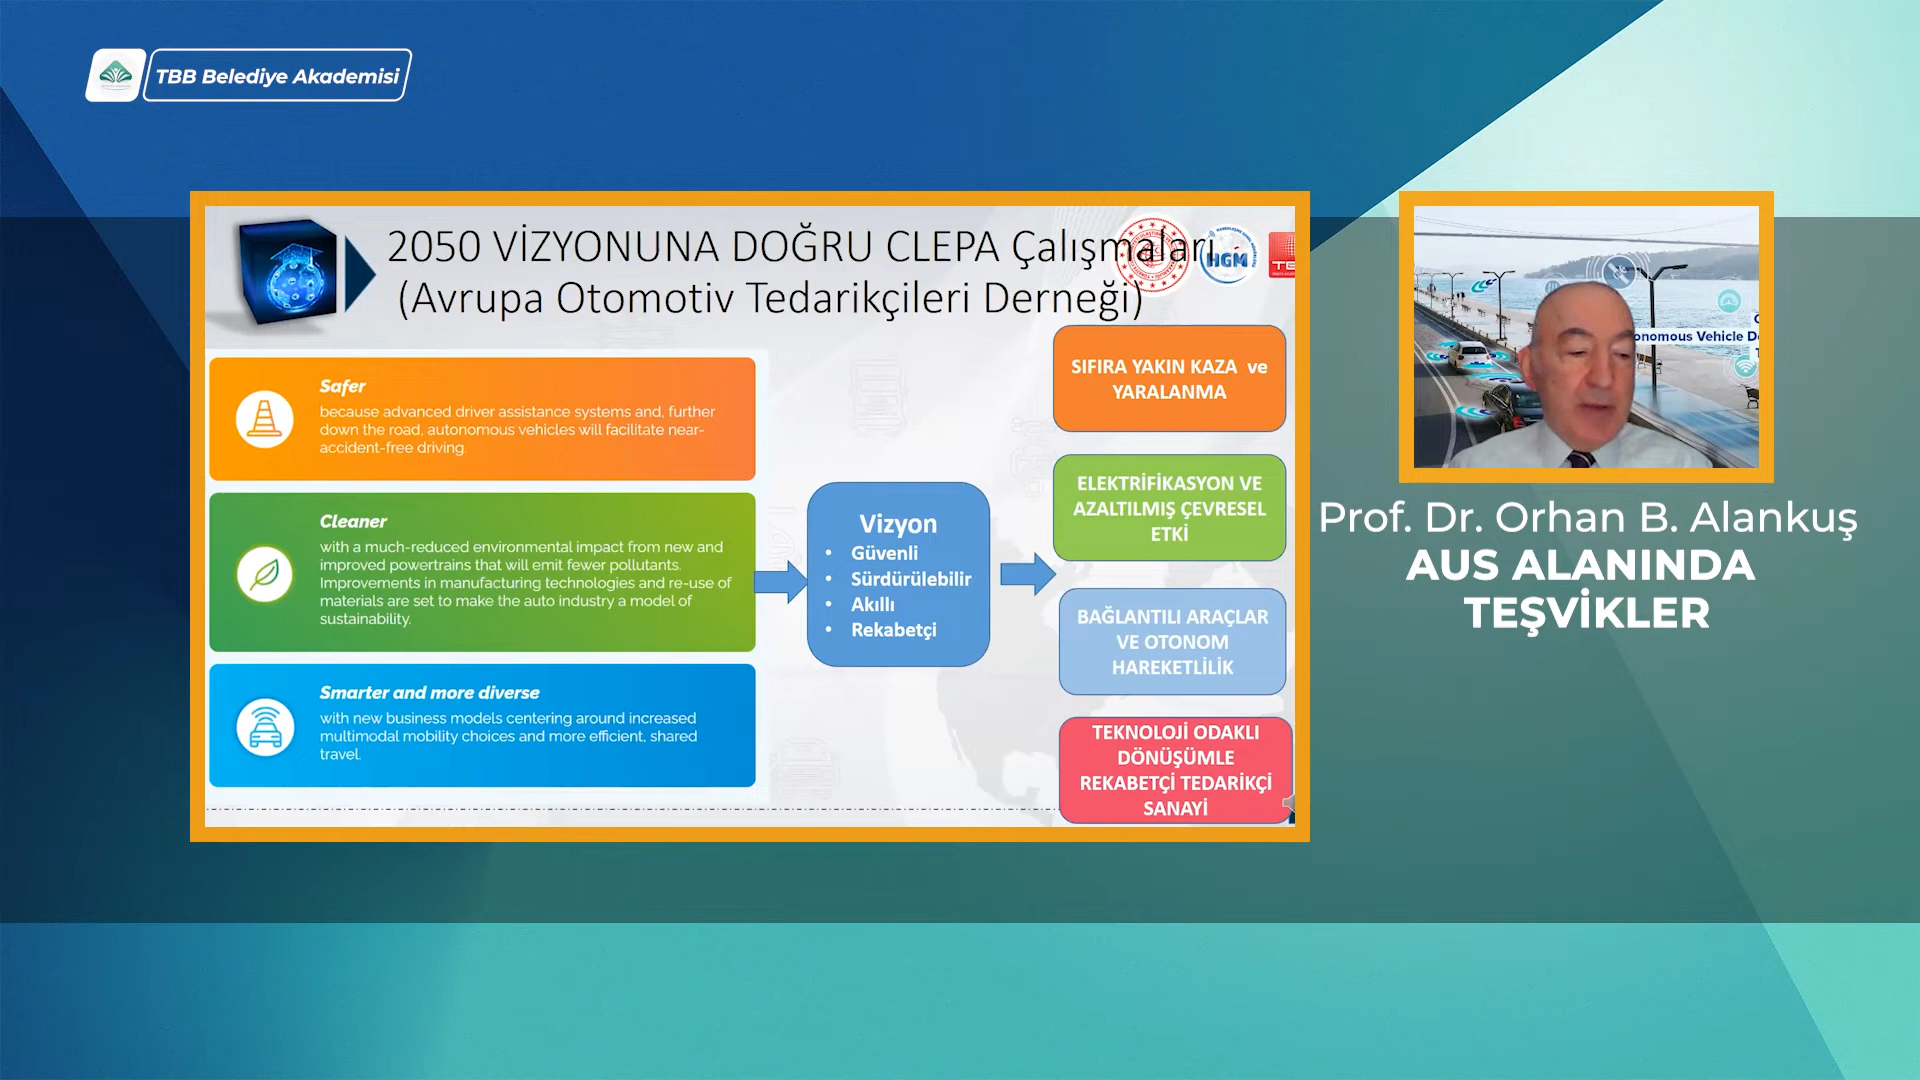 TBB Belediye Akademisi
2050 VİZYONUNA DOĞRU CLEPA Çalışmaları
(Avrupa Otomotiv Tedarikçileri Derneği)
HGM
Safer
because advanced driver assistance systems and, further
down the road, autonomous vehicles will facilitate near-
accident-free driving.
Cleaner
with a much-reduced environmental impact from new and
improved powertrains that will emit fewer pollutants.
Improvements in manufacturing technologies and re-use of
materials are set to make the auto industry a model of
sustainability.
Smarter and more diverse
with new business models centering around increased
multimodal mobility choices and more efficient, shared
travel.
Vizyon
• Güvenli
• Sürdürülebilir
• Akıllı
• Rekabetçi
SIFIRA YAKIN KAZA ve
YARALANMA
ELEKTRİFİKASYON VE
AZALTILMIŞ ÇEVRESEL
ETKİ
BAĞLANTILI ARAÇLAR
VE OTONOM
HAREKETLİLİK
TEKNOLOJİ ODAKLI
DÖNÜŞÜMLE
REKABETÇİ TEDARİKÇİ
SANAYİ
onomous Vehicle D
Prof. Dr. Orhan B. Alankuş
AUS ALANINDA
TEŞVİKLER